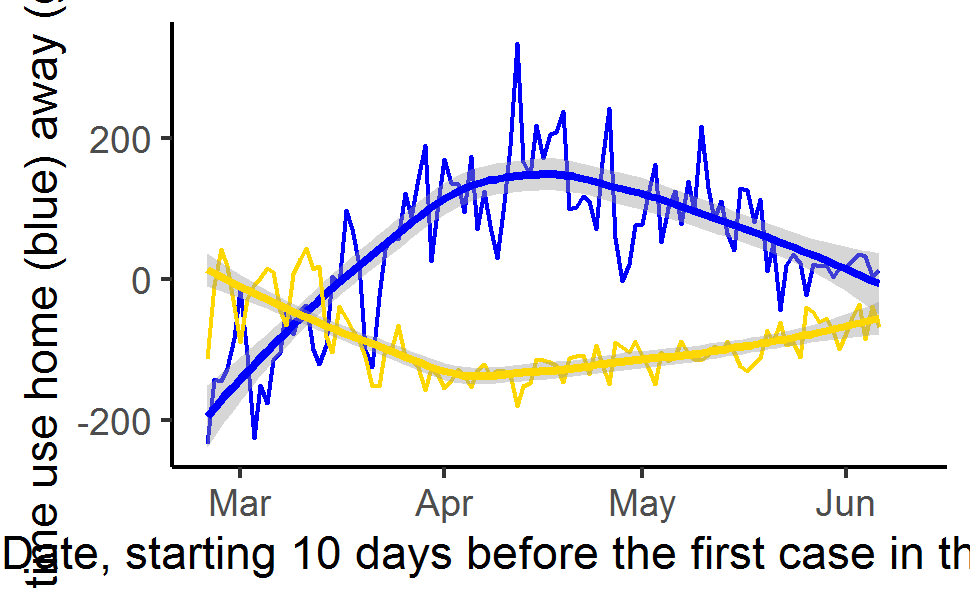 time use home (blue) away (
200
0
-200
Mar Apr May Jun
Date, starting 10 days before the first case in th